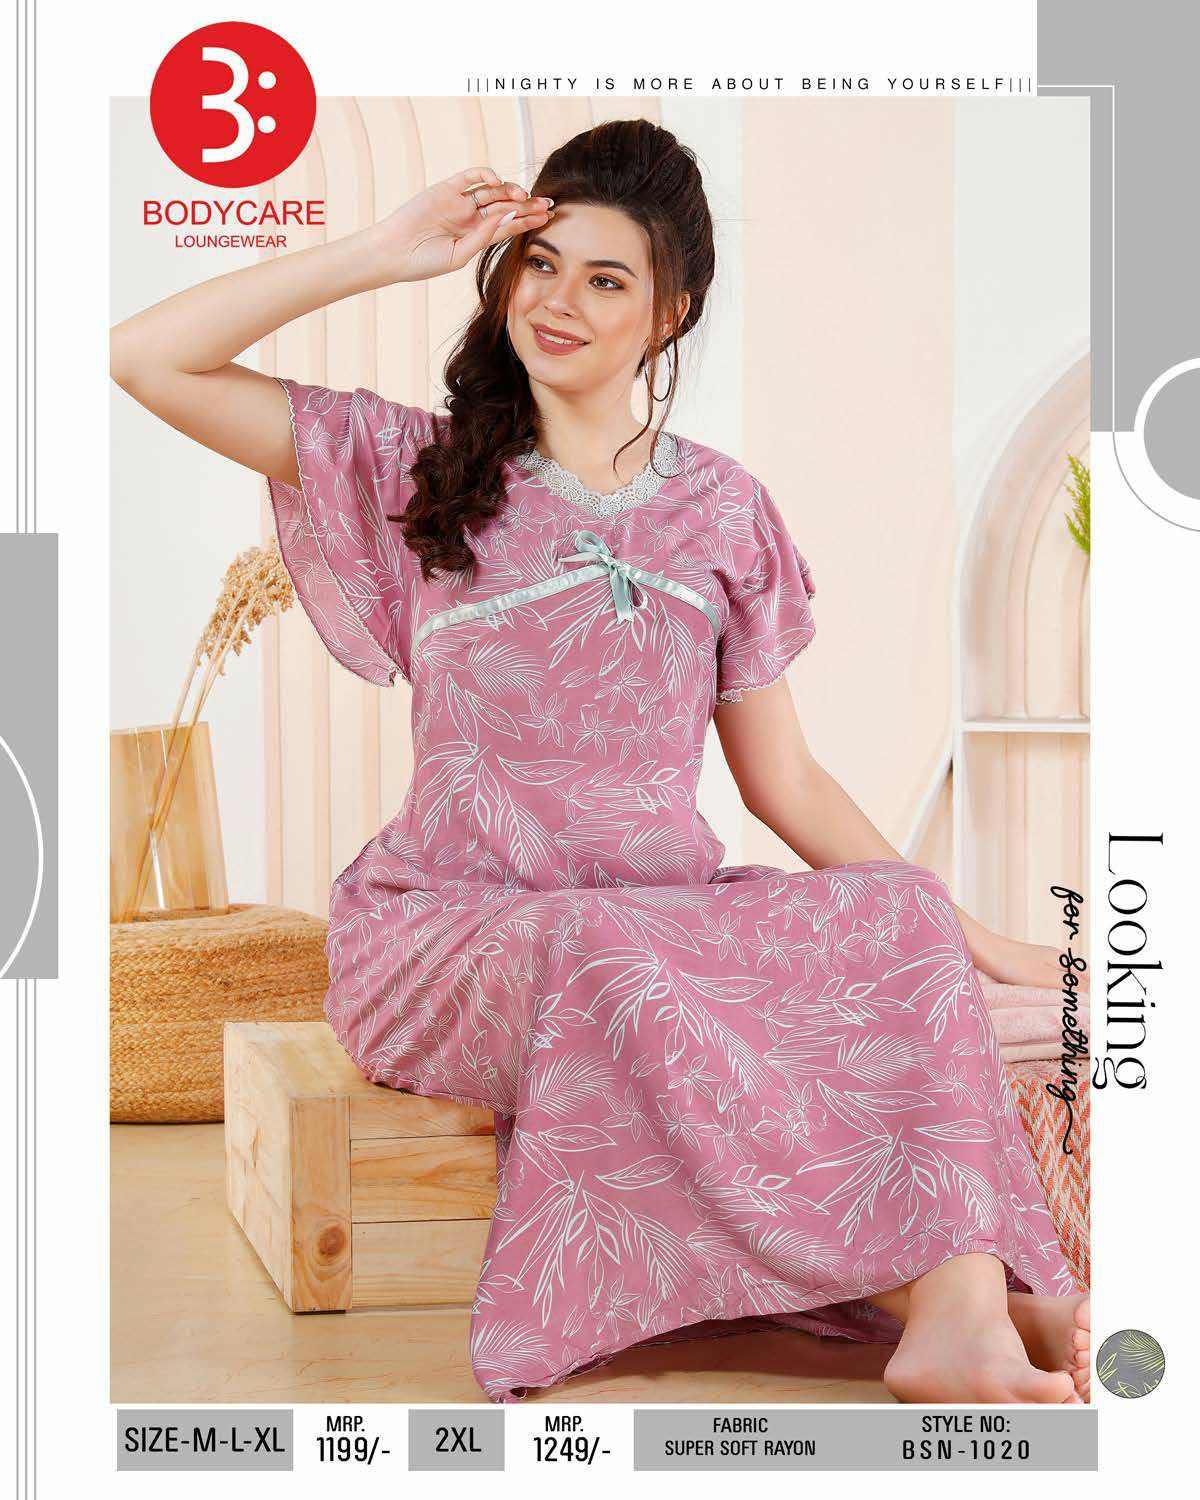 |||NIGHTY IS MORE ABOUT BEING YOURSELF|||
B:
BODYCARE
LOUNGEWEAR
Looking
for Something
SIZE-M-L-XL
MRP.
1199/-
2XL
MRP.
1249/-
FABRIC
SUPER SOFT RAYON
STYLE NO:
BSN-1020